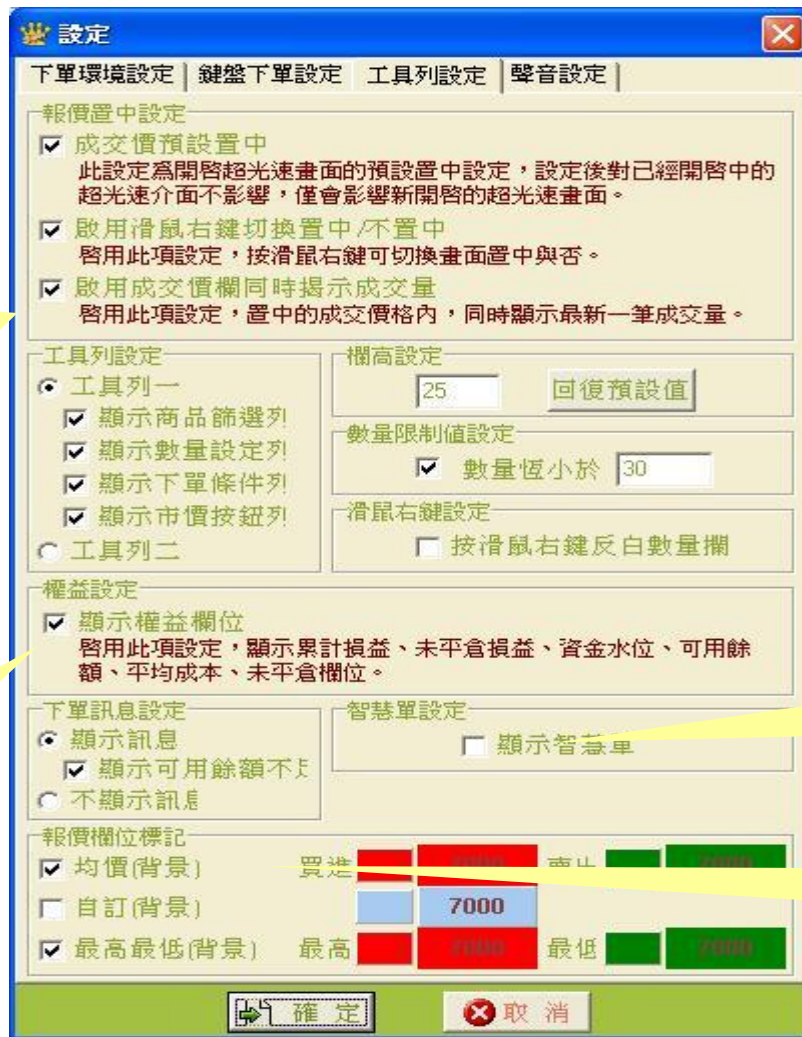 設定
下單環境設定 鍵盤下單設定 工具列設定 聲音設定
報價置中設定
成交價預設置中
此設定為開啓超光速畫面的預設置中設定，設定後對已經開啓中的
超光速介面不影響，僅會影響新開啓的超光速畫面。
啟用滑鼠右鍵切換置中/不置中
啓用此項設定，按滑鼠右鍵可切換畫面置中與否。
啟用成交價欄同時揭示成交量
啓用此項設定，置中的成交價格內，同時顯示最新一筆成交量。
工具列設定
工具列一
顯示商品篩選列
顯示數量設定列
顯示下單條件列
顯示市價按鈕列
工具列二
欄高設定
25 回復預設值
數量限制值設定
數量恆小於 30
滑鼠右鍵設定
按滑鼠右鍵反白數量欄
權益設定
顯示權益欄位
啓用此項設定，顯示累計損益、未平倉損益、資金水位、可用餘
額、平均成本、未平倉欄位。
下單訊息設定
顯示訊息
顯示可用餘額不
不顯示訊息
智慧單設定
顯示智慧單
報價欄位標記
均價(背景) 買進 7000 賣出 7000
自訂(背景) 7000
最高最低(背景) 最高 7000 最低 7000
確定 取消